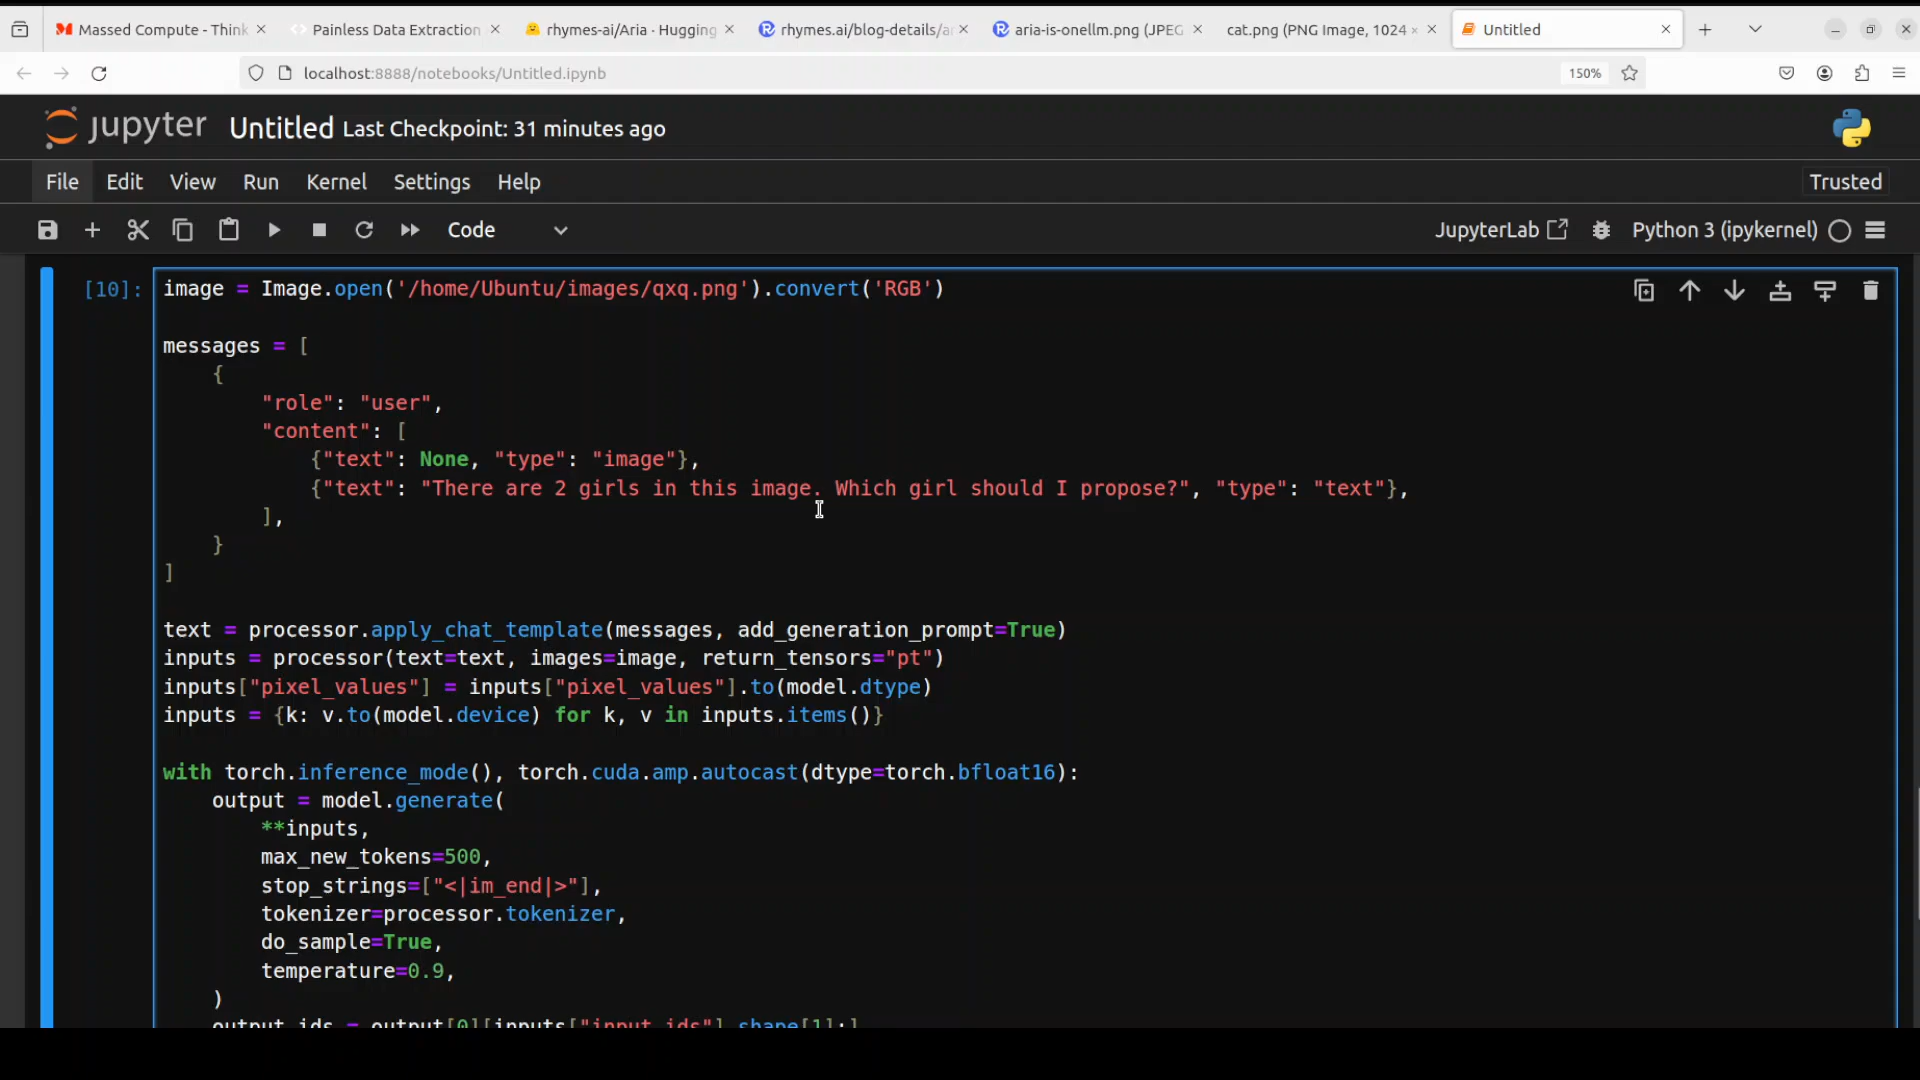 Massed Compute - Think
Painless Data Extraction
rhymes-ai/Aria · Hugging
rhymes.ai/blog-details/ar
aria-is-onellm.png (JPEG
cat.png (PNG Image, 1024 ×
Untitled
localhost:8888/notebooks/Untitled.ipynb
150%
jupyter Untitled Last Checkpoint: 31 minutes ago
File Edit View Run Kernel Settings Help Trusted
Code JupyterLab Python 3 (ipykernel)
[10]: image = Image.open('/home/Ubuntu/images/qxq.png').convert('RGB')
messages = [
{
"role": "user",
"content": [
{"text": None, "type": "image"},
{"text": "There are 2 girls in this image. Which girl should I propose?", "type": "text"},
],
}
]
text = processor.apply_chat_template(messages, add_generation_prompt=True)
inputs = processor(text=text, images=image, return_tensors="pt")
inputs["pixel_values"] = inputs["pixel_values"].to(model.dtype)
inputs = {k: v.to(model.device) for k, v in inputs.items()}
with torch.inference_mode(), torch.cuda.amp.autocast(dtype=torch.bfloat16):
output = model.generate(
**inputs,
max_new_tokens=500,
stop_strings=["<|im_end|>"],
tokenizer=processor.tokenizer,
do_sample=True,
temperature=0.9,
)
output_ids = output[0][inputs["input_ids"].shape[1]:]